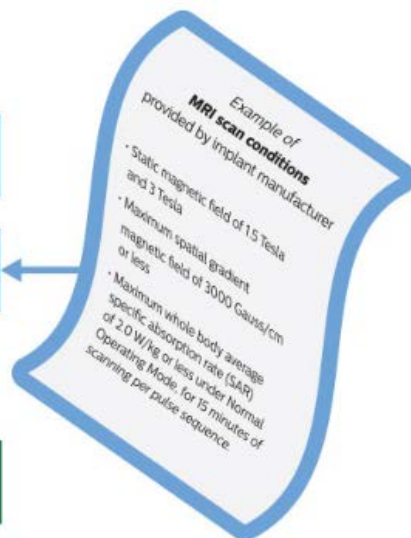 Example of
MRI scan conditions
provided by implant manufacturer
· Static magnetic field of 1.5 Tesla
and 3 Tesla
· Maximum spatial gradient
magnetic field of 3000 Gauss/cm
or less
· Maximum whole body average
specific absorption rate (SAR)
of 2.0 W/kg or less under Normal
Operating Mode, for 15 minutes of
scanning per pulse sequence.